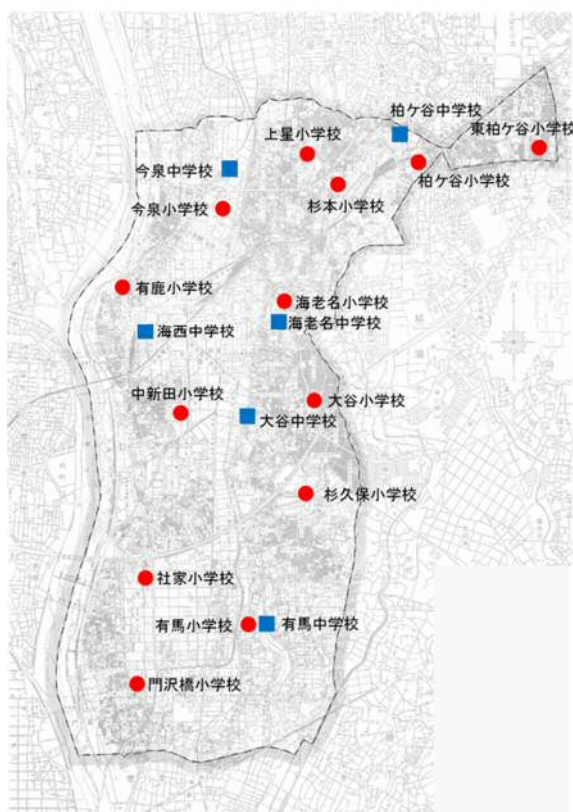 柏ケ谷中学校
上星小学校
東柏ケ谷小学校
今泉中学校
柏ケ谷小学校
杉本小学校
今泉小学校
有鹿小学校
海老名小学校
海西中学校
海老名中学校
中新田小学校
大谷小学校
大谷中学校
杉久保小学校
社家小学校
有馬小学校
有馬中学校
門沢橋小学校